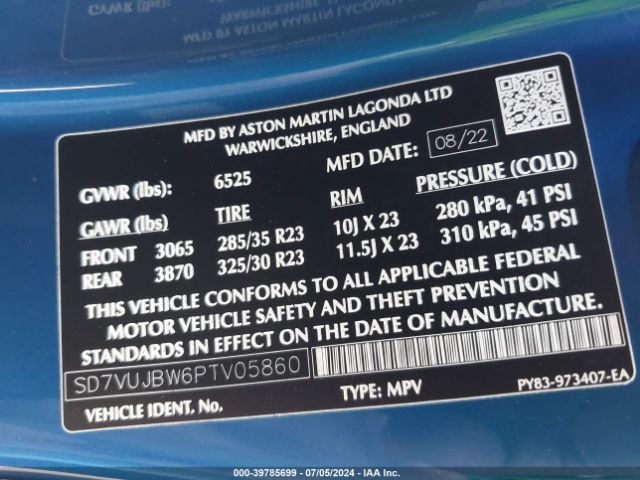 MFD BY ASTON MARTIN LAGONDA LTD
WARWICKSHIRE, ENGLAND
MFD DATE: 08/22
GVWR (lbs): 6525
GAWR (lbs) TIRE RIM PRESSURE (COLD)
FRONT 3065 285/35 R23 10J X 23 280 kPa, 41 PSI
REAR 3870 325/30 R23 11.5J X 23 310 kPa, 45 PSI
THIS VEHICLE CONFORMS TO ALL APPLICABLE FEDERAL
MOTOR VEHICLE SAFETY AND THEFT PREVENTION
STANDARDS IN EFFECT ON THE DATE OF MANUFACTURE.
SD7VUJBW6PTV05860
VEHICLE IDENT, No. TYPE: MPV PY83-973407-EA
000-39785699 / 07/05/2024 - IAA Inc.